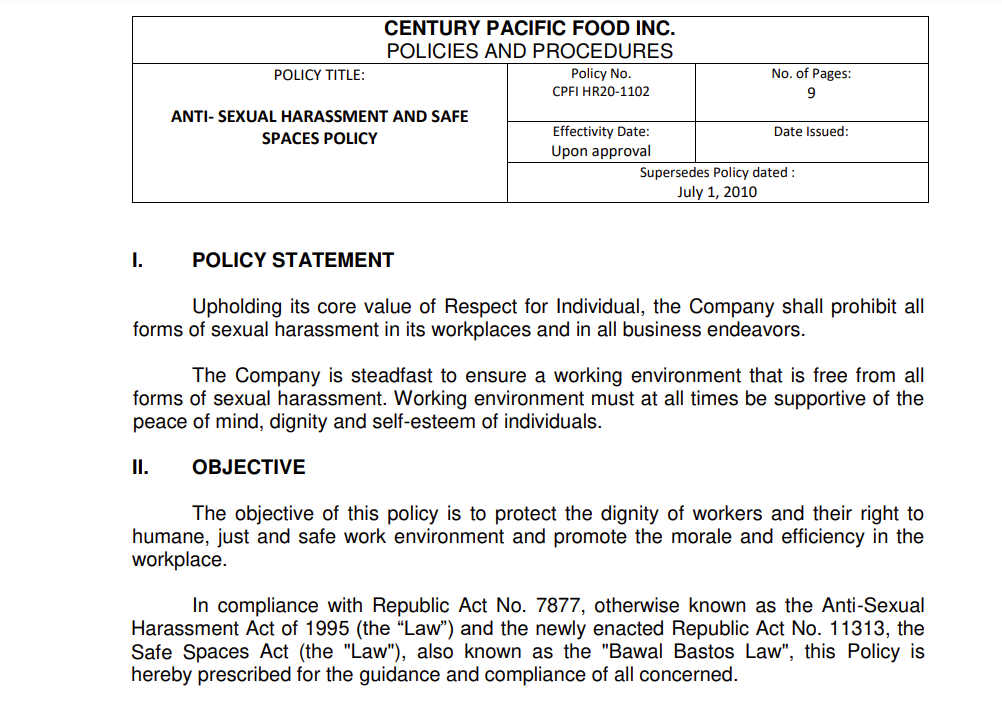 CENTURY PACIFIC FOOD INC.
POLICIES AND PROCEDURES
POLICY TITLE:
ANTI- SEXUAL HARASSMENT AND SAFE
SPACES POLICY
Policy No.
CPFI HR20-1102
No. of Pages:
9
Effectivity Date:
Upon approval
Date Issued:
Supersedes Policy dated :
July 1, 2010
I. POLICY STATEMENT
Upholding its core value of Respect for Individual, the Company shall prohibit all
forms of sexual harassment in its workplaces and in all business endeavors.
The Company is steadfast to ensure a working environment that is free from all
forms of sexual harassment. Working environment must at all times be supportive of the
peace of mind, dignity and self-esteem of individuals.
II. OBJECTIVE
The objective of this policy is to protect the dignity of workers and their right to
humane, just and safe work environment and promote the morale and efficiency in the
workplace.
In compliance with Republic Act No. 7877, otherwise known as the Anti-Sexual
Harassment Act of 1995 (the “Law”) and the newly enacted Republic Act No. 11313, the
Safe Spaces Act (the "Law"), also known as the "Bawal Bastos Law", this Policy is
hereby prescribed for the guidance and compliance of all concerned.